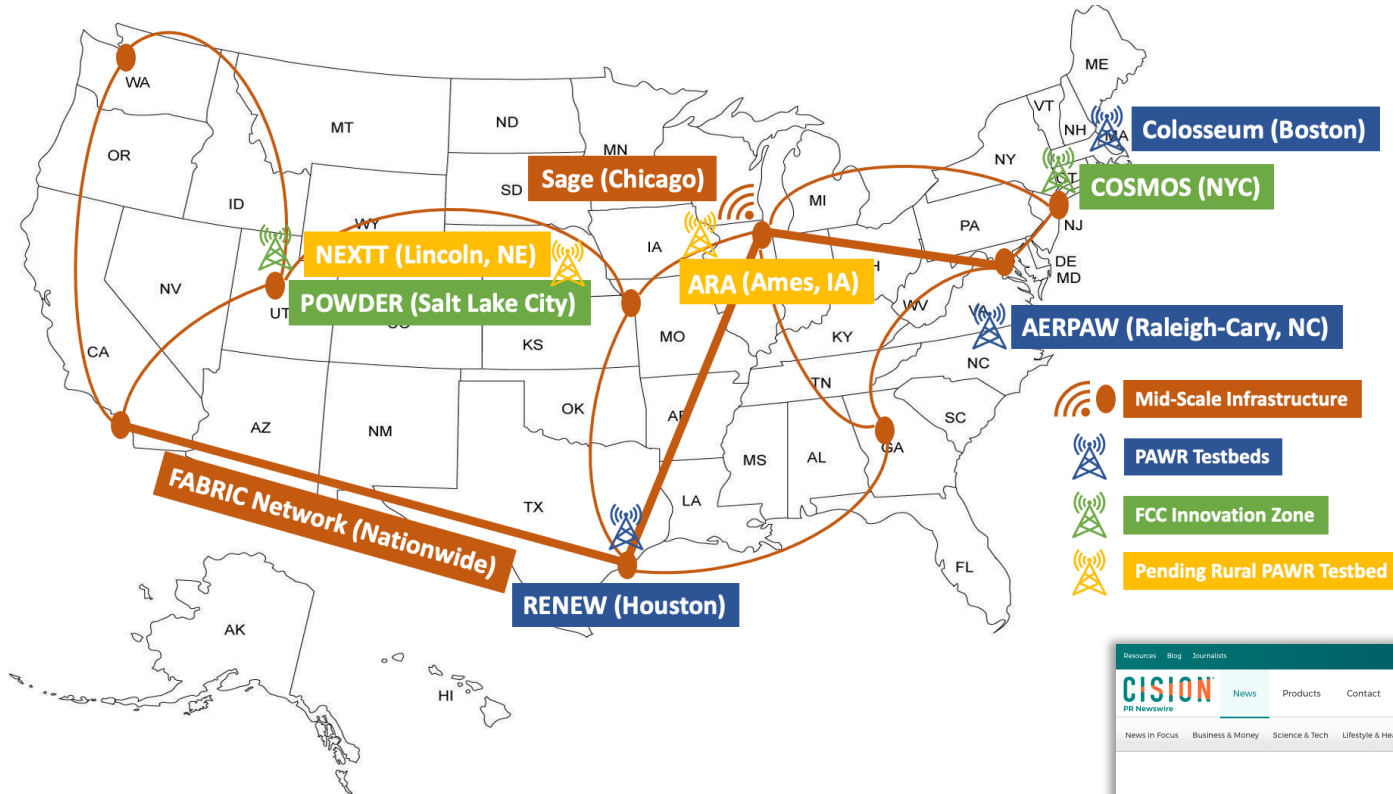 ME
WA
VT
MT
ND
NH
MA
Colosseum (Boston)
OR
MN
NY
Sage (Chicago)
SD
CT
COSMOS (NYC)
ID
MI
WY
PA
NJ
NEXTT (Lincoln, NE)
IA
DE
MD
NV
ARA (Ames, IA)
UT
POWDER (Salt Lake City)
WV
VA
AERPAW (Raleigh-Cary, NC)
CA
KS
MO
KY
NC
TN
OK
Mid-Scale Infrastructure
AZ
NM
SC
GA
PAWR Testbeds
MS
AL
FABRIC Network (Nationwide)
TX
LA
FCC Innovation Zone
FL
Pending Rural PAWR Testbed
RENEW (Houston)
AK
HI
Resources Blog Journalists
CISION
PR Newswire
News Products Contact
News in Focus Business & Money Science & Tech